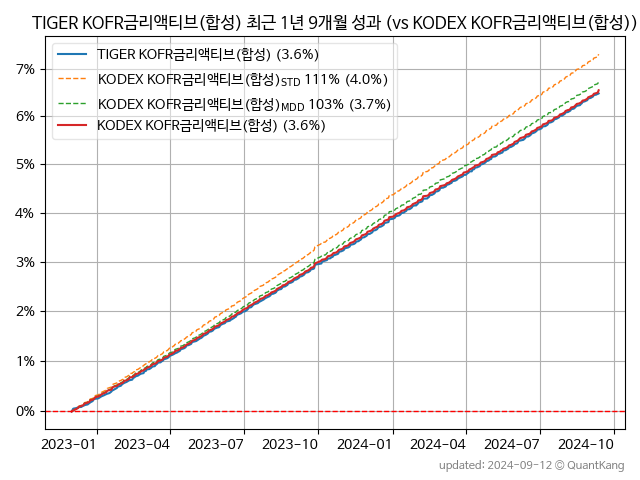 TIGER KOFR금리액티브(합성) 최근 1년 9개월 성과 (vs KODEX KOFR금리액티브(합성))
TIGER KOFR금리액티브(합성) (3.6%)
KODEX KOFR금리액티브(합성)STD 111% (4.0%)
KODEX KOFR금리액티브(합성)MDD 103% (3.7%)
KODEX KOFR금리액티브(합성) (3.6%)
7%
6%
5%
4%
3%
2%
1%
0%
2023-01 2023-04 2023-07 2023-10 2024-01 2024-04 2024-07 2024-10
updated: 2024-09-12 © QuantKang